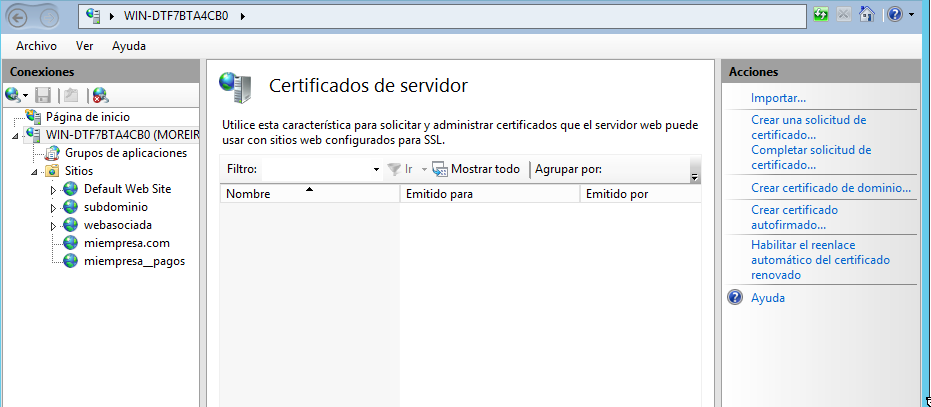 WIN-DTF7BTA4CB0
Archivo Ver Ayuda
Conexiones
Página de inicio
WIN-DTF7BTA4CB0 (MOREIR
Grupos de aplicaciones
Sitios
Default Web Site
subdominio
webasociada
miempresa.com
miempresa__pagos
Certificados de servidor
Utilice esta característica para solicitar y administrar certificados que el servidor web puede
usar con sitios web configurados para SSL.
Filtro: Ir Mostrar todo Agrupar por:
Nombre Emitido para Emitido por
Acciones
Importar...
Crear una solicitud de
certificado...
Completar solicitud de
certificado...
Crear certificado de dominio...
Crear certificado
autofirmado...
Habilitar el reenlace
automático del certificado
renovado
Ayuda